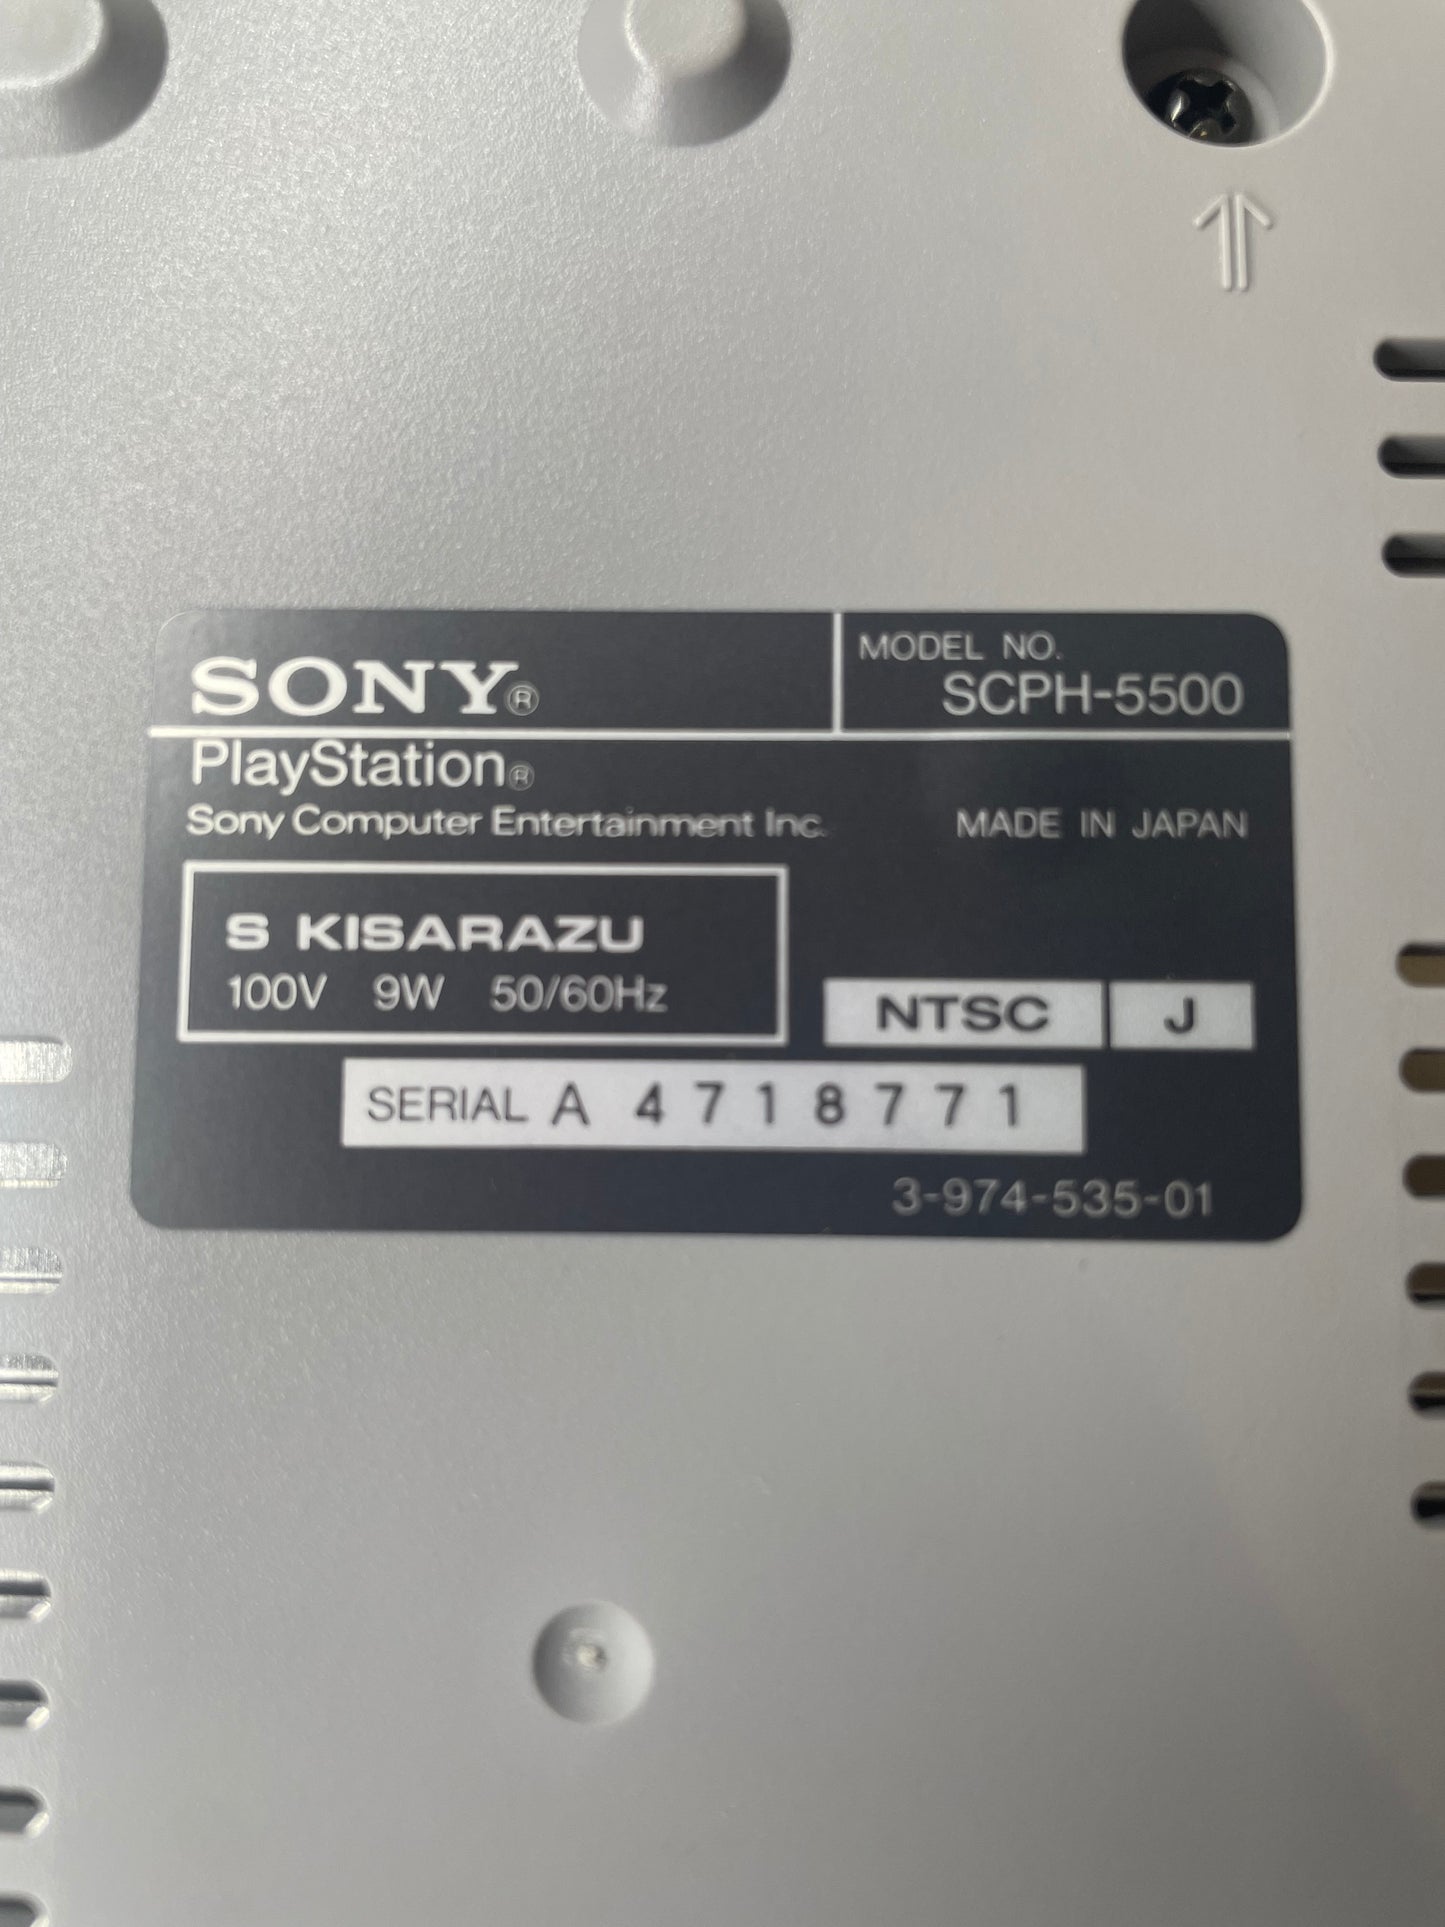 SONY®
MODEL NO.
SCPH-5500
PlayStation®
Sony Computer Entertainment Inc.
MADE IN JAPAN
S KISARAZU
100V 9W 50/60Hz
NTSC J
SERIAL A 4718771
3-974-535-01